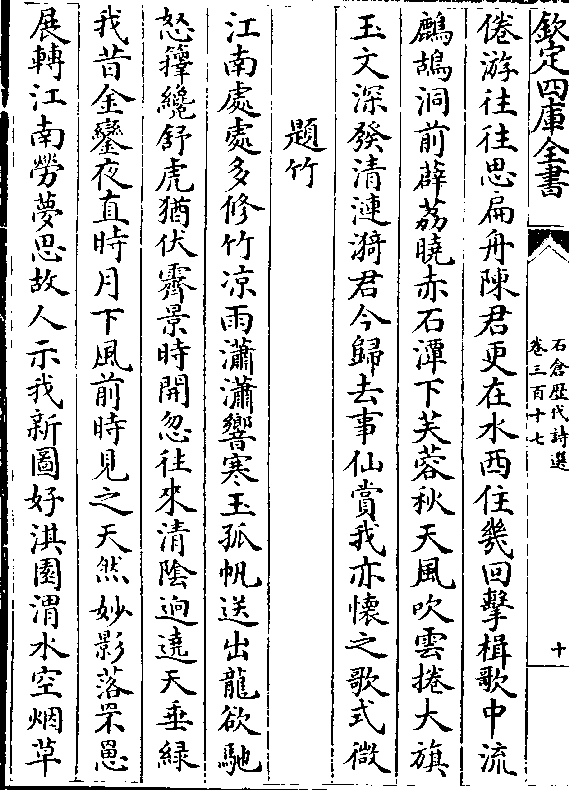 欽定四庫全書
石倉歴代詩選
卷三百十七
十
倦游往往思扁舟陳君更在水西住幾回擊楫歌中流
鷓鴣洞前薜荔曉赤石潭下芙蓉秋天風吹雲捲大旗
玉文深發清漣漪君今歸去事仙賞我亦懷之歌式微
題竹
江南處處多修竹凉雨瀟瀟響寒玉孤帆送出龍欲馳
怒籜纔舒虎猶伏霽景時開忽往來清陰逈遶天垂緑
我昔金鑾夜直時月下風前時見之天然妙影落罘罳
展轉江南勞夢思故人示我新圖好淇園渭水空烟草